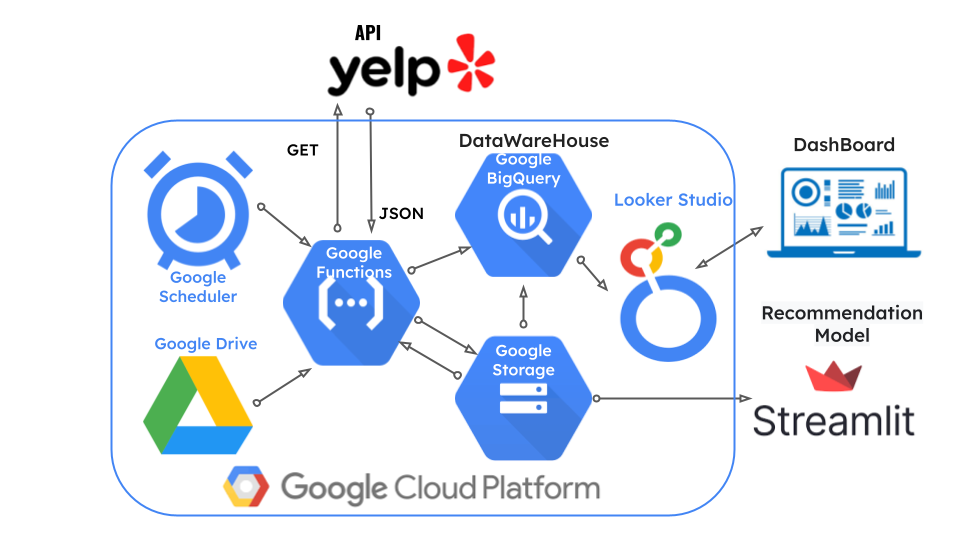 API
yelp
GET
JSON
DataWareHouse
Google
BigQuery
DashBoard
Looker Studio
Google
Functions
Google
Scheduler
Google Drive
Google
Storage
Recommendation
Model
Streamlit
Google Cloud Platform